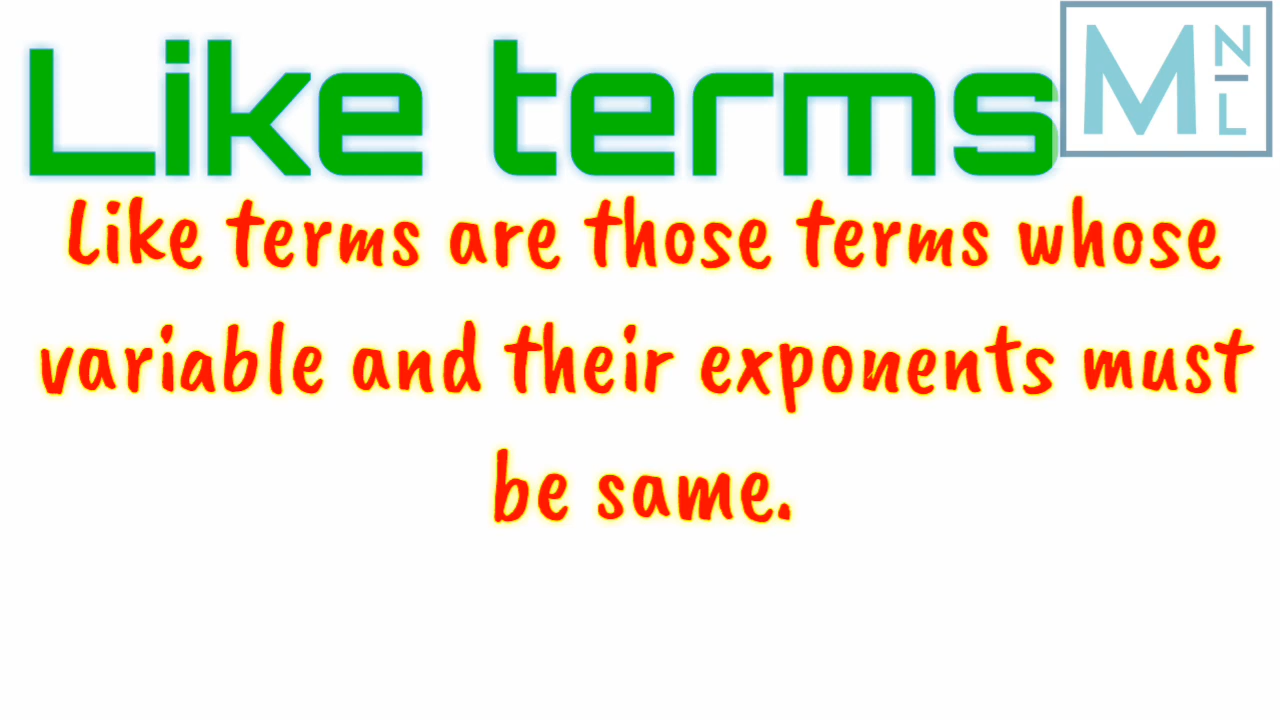 Like terms
M N L
Like terms are those terms whose
variable and their exponents must
be same.